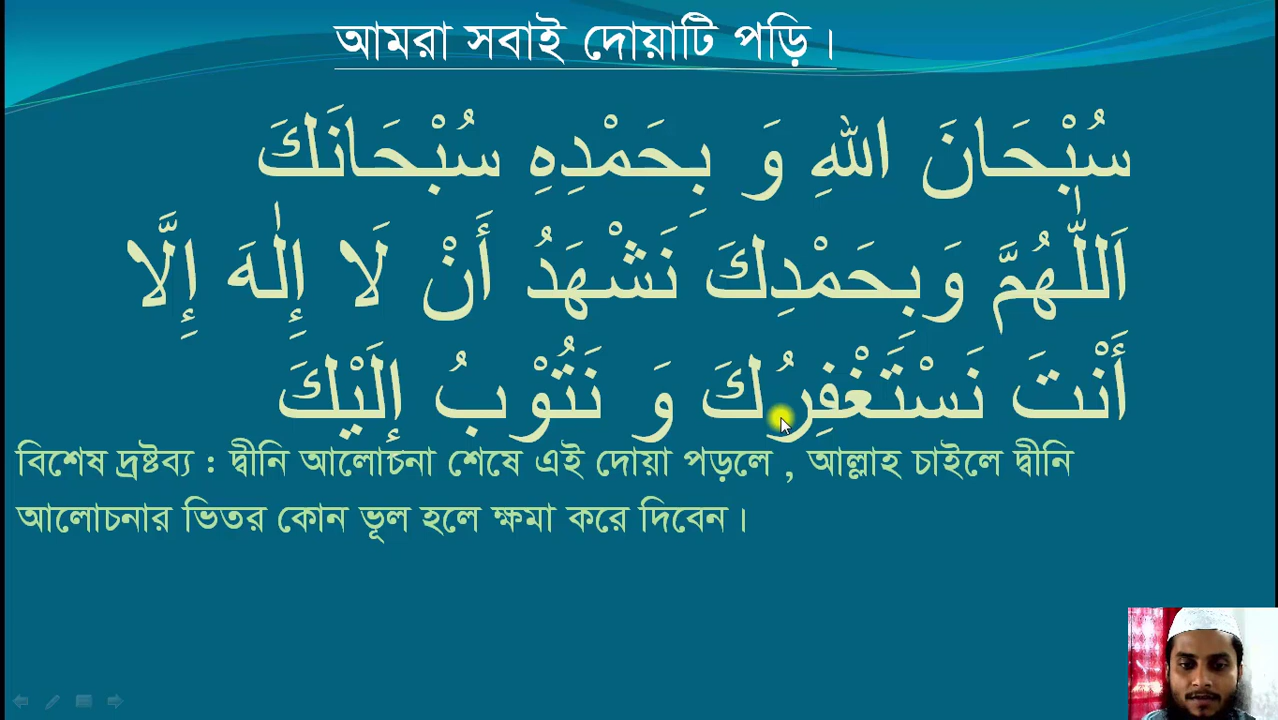 আমরা সবাই দোয়াটি পড়ি।
سُبْحَانَ اللهِ وَ بِحَمْدِهِ سُبْحَانَكَ
اَللّٰهُمَّ وَبِحَمْدِكَ نَشْهَدُ أَنْ لَا إِلٰهَ إِلَّا
أَنْتَ نَسْتَغْفِرُكَ وَ نَتُوْبُ إِلَيْكَ
বিশেষ দ্রষ্টব্য : দ্বীনি আলোচনা শেষে এই দোয়া পড়লে , আল্লাহ চাইলে দ্বীনি
আলোচনার ভিতর কোন ভূল হলে ক্ষমা করে দিবেন।